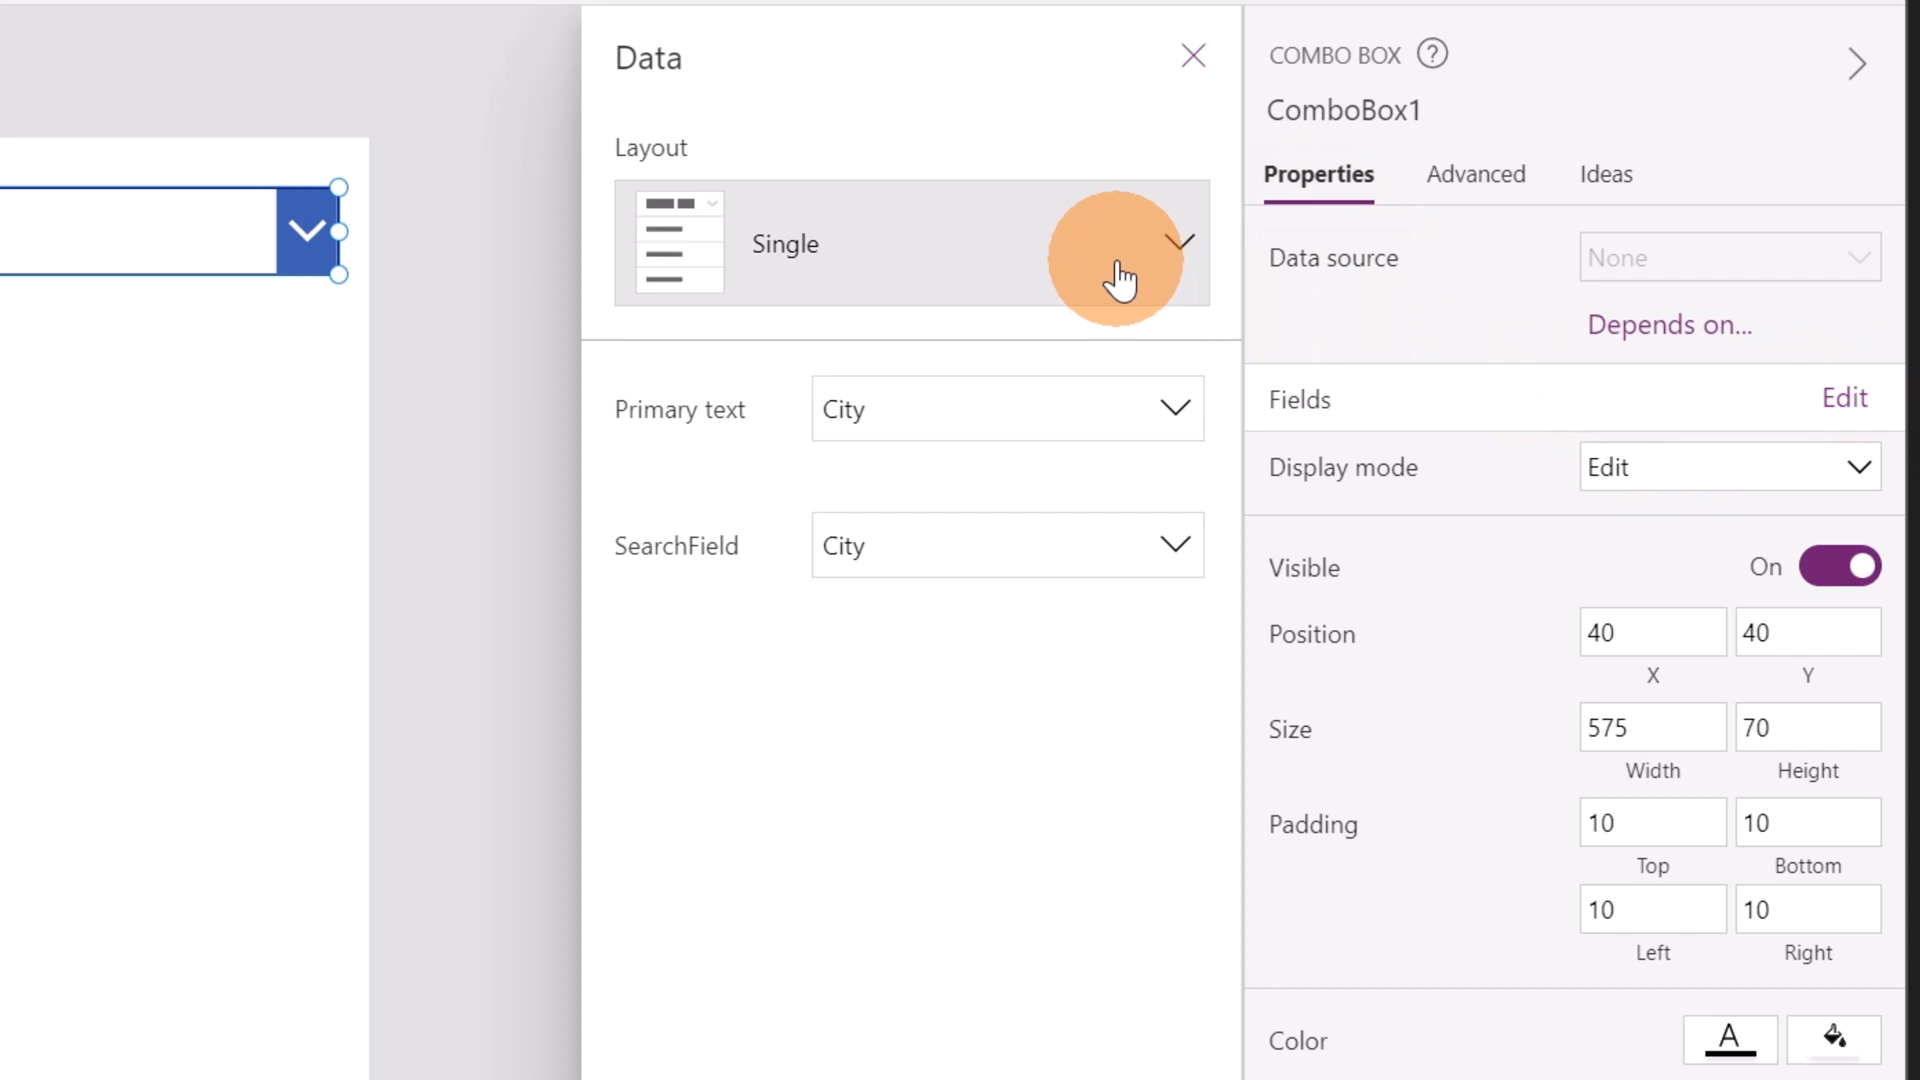 Data
Layout
Single
Primary text
City
SearchField
City
COMBO BOX ?
ComboBox1
Properties Advanced Ideas
Data source None
Depends on...
Fields Edit
Display mode Edit
Visible On
Position 40 40
X Y
Size 575 70
Width Height
Padding 10 10
Top Bottom
10 10
Left Right
Color A